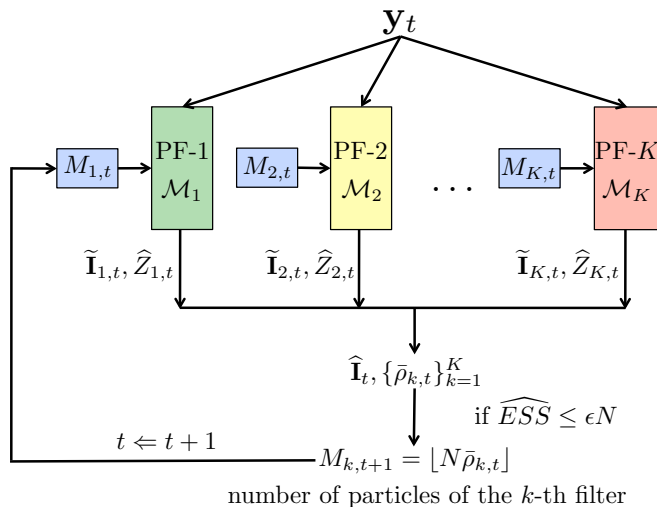 𝐲_t
PF-1
M_{1,t}
ℳ_1
PF-2
M_{2,t}
ℳ_2
. . .
PF-K
M_{K,t}
ℳ_K
Ĩ_{1,t}, Ẑ_{1,t}
Ĩ_{2,t}, Ẑ_{2,t}
Ĩ_{K,t}, Ẑ_{K,t}
Î_t, {ρ̄_{k,t}}_{k=1}^{K}
if \widehat{ESS} ≤ ϵN
t ⇐ t + 1
M_{k,t+1} = ⌊Nρ̄_{k,t}⌋
number of particles of the k-th filter